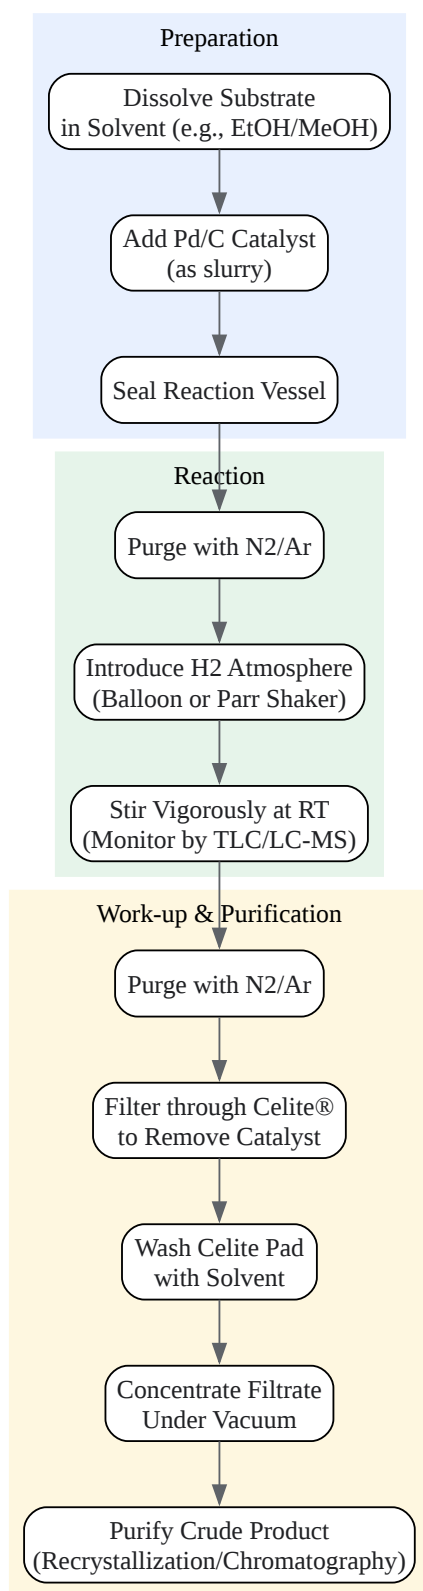 Preparation
Dissolve Substrate
in Solvent (e.g., EtOH/MeOH)
Add Pd/C Catalyst
(as slurry)
Seal Reaction Vessel
Reaction
Purge with N2/Ar
Introduce H2 Atmosphere
(Balloon or Parr Shaker)
Stir Vigorously at RT
(Monitor by TLC/LC-MS)
Work-up & Purification
Purge with N2/Ar
Filter through Celite®
to Remove Catalyst
Wash Celite Pad
with Solvent
Concentrate Filtrate
Under Vacuum
Purify Crude Product
(Recrystallization/Chromatography)